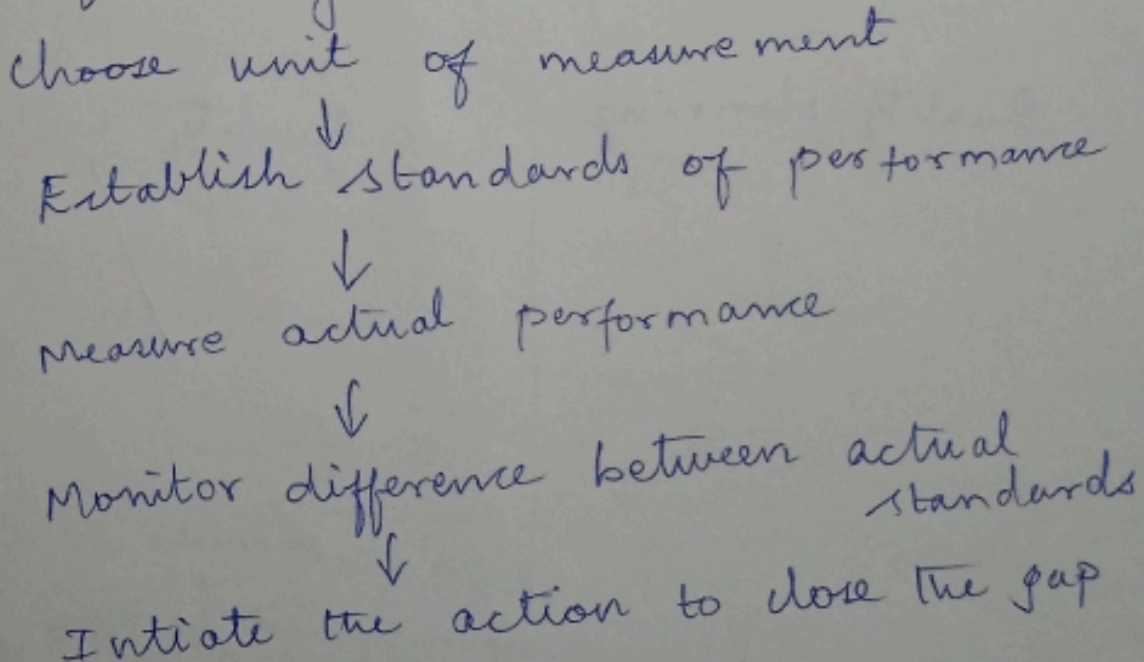 choose unit of measurement
↓
Establish standards of performance
↓
Measure actual performance
↓
Monitor difference between actual
standards
↓
Intiate the action to close the gap